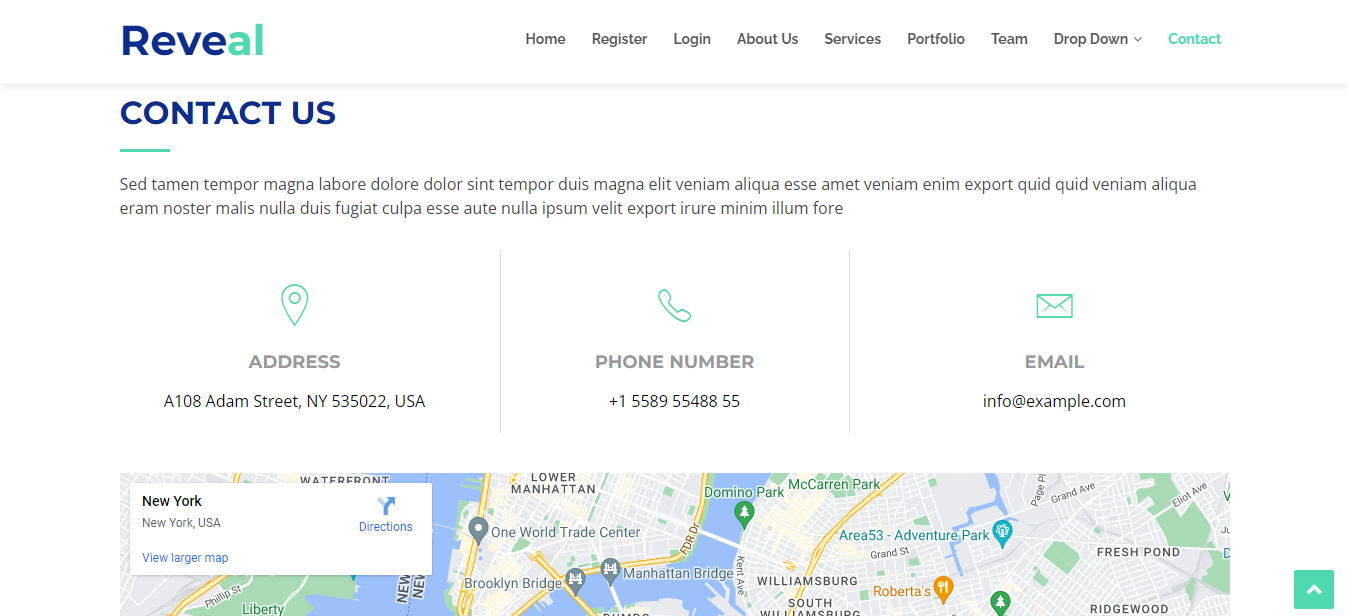 Reveal
Home Register Login About Us Services Portfolio Team Drop Down Contact
CONTACT US
Sed tamen tempor magna labore dolore dolor sint tempor duis magna elit veniam aliqua esse amet veniam enim export quid quid veniam aliqua
eram noster malis nulla duis fugiat culpa esse aute nulla ipsum velit export irure minim illum fore
ADDRESS
A108 Adam Street, NY 535022, USA
PHONE NUMBER
+1 5589 55488 55
EMAIL
info@example.com
New York
New York, USA
Directions
View larger map
WATERFRONT
LOWER
MANHATTAN
McCarren Park
Domino Park
Page Pl
Grand Ave
Eliot Ave
One World Trade Center
FDR Dr
Area53 - Adventure Park
Grand St
FRESH POND
Kent Ave
Manhattan Bridge
Brooklyn Bridge
WILLIAMSBURG
Roberta's
NEW
NEW
Phillip St
Liberty
DUMBO
SOUTH
WILLIAMSBURG
RIDGEWOOD